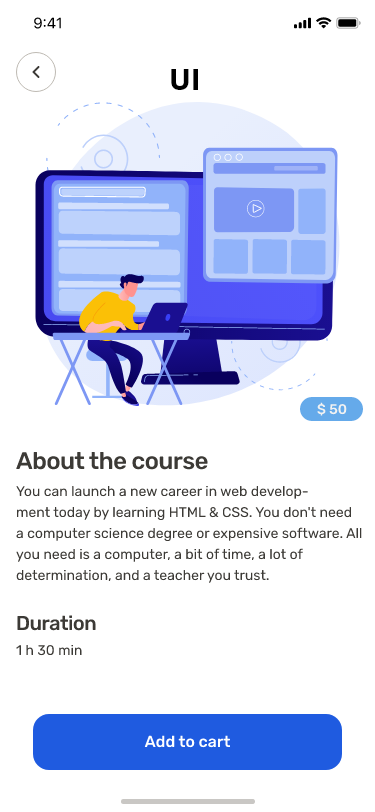 9:41
UI
$ 50
About the course
You can launch a new career in web develop-
ment today by learning HTML & CSS. You don't need
a computer science degree or expensive software. All
you need is a computer, a bit of time, a lot of
determination, and a teacher you trust.
Duration
1 h 30 min
Add to cart